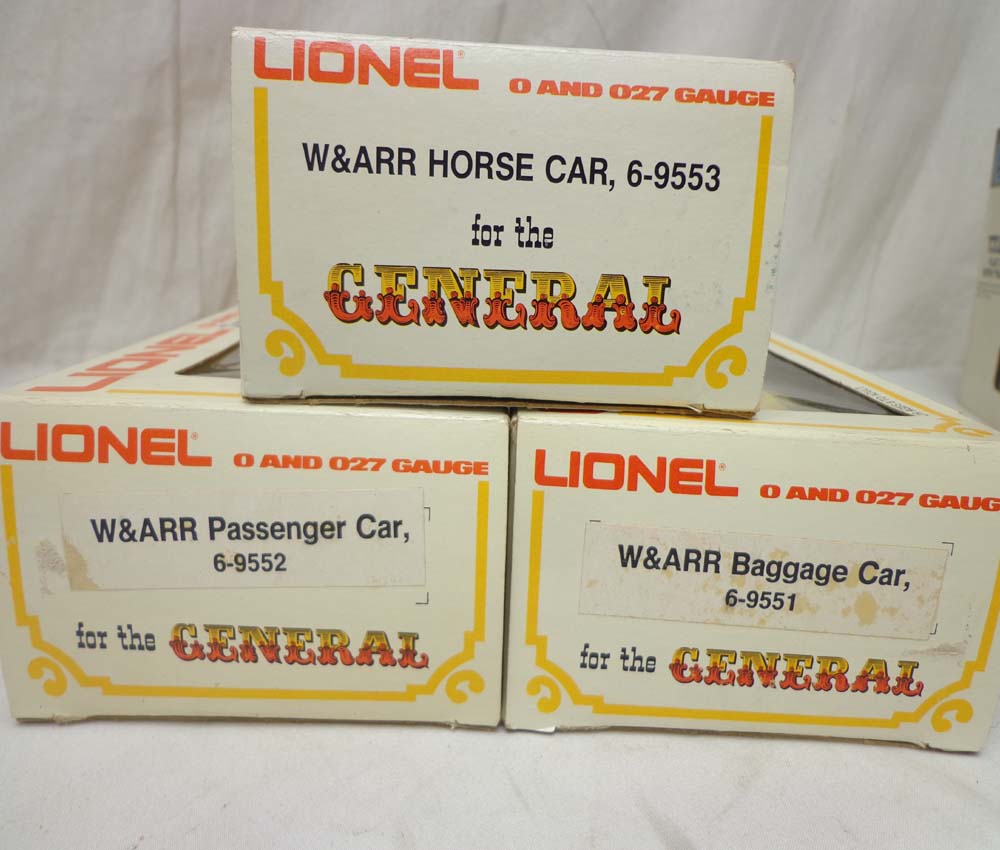 LIONEL®
O AND O27 GAUGE
W&ARR HORSE CAR, 6-9553
for the
GENERAL
LIONEL
LIONEL®
O AND O27 GAUGE
W&ARR Passenger Car,
6-9552
for the GENERAL
LIONEL®
O AND O27 GAUG
W&ARR Baggage Car,
6-9551
for the GENERAL